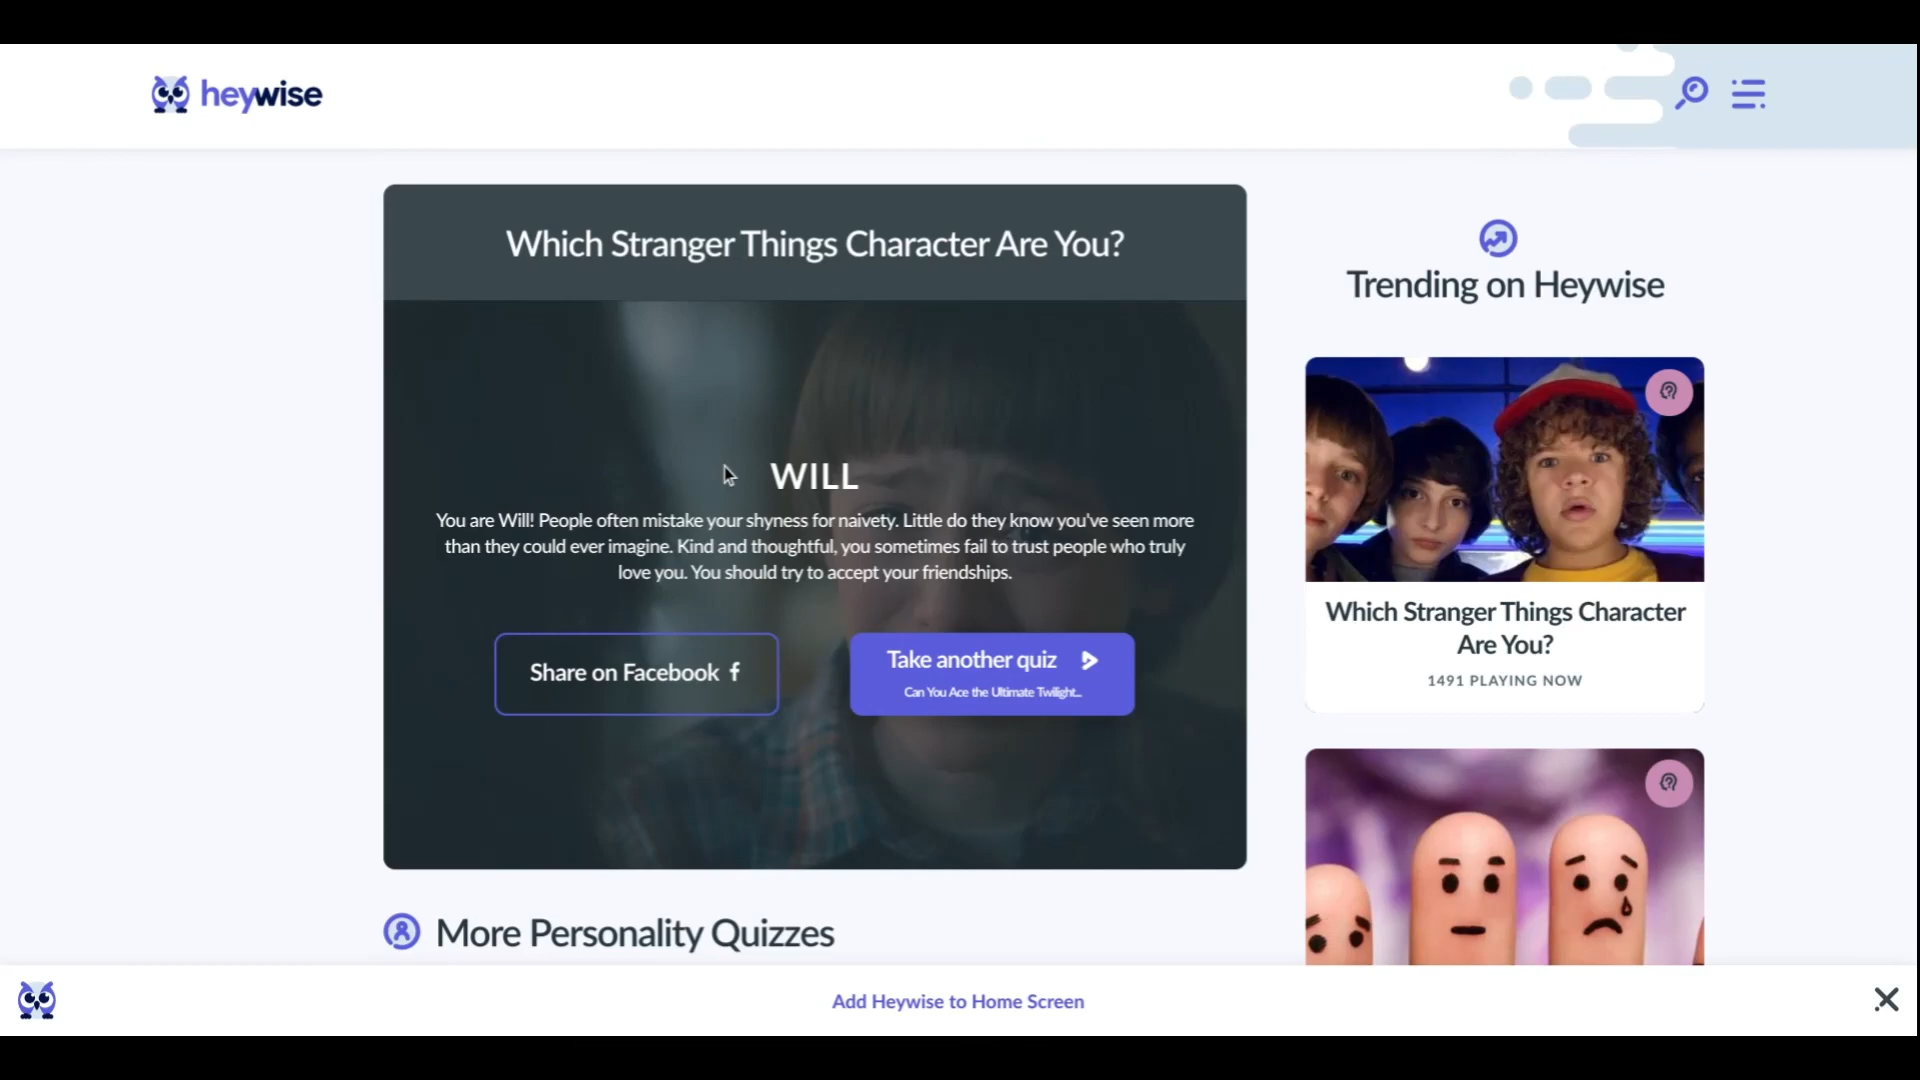 heywise
Which Stranger Things Character Are You?
Trending on Heywise
WILL
You are Will! People often mistake your shyness for naivety. Little do they know you've seen more
than they could ever imagine. Kind and thoughtful, you sometimes fail to trust people who truly
love you. You should try to accept your friendships.
Share on Facebook f
Take another quiz
Can You Ace the Ultimate Twilight...
Which Stranger Things Character
Are You?
1491 PLAYING NOW
More Personality Quizzes
Add Heywise to Home Screen